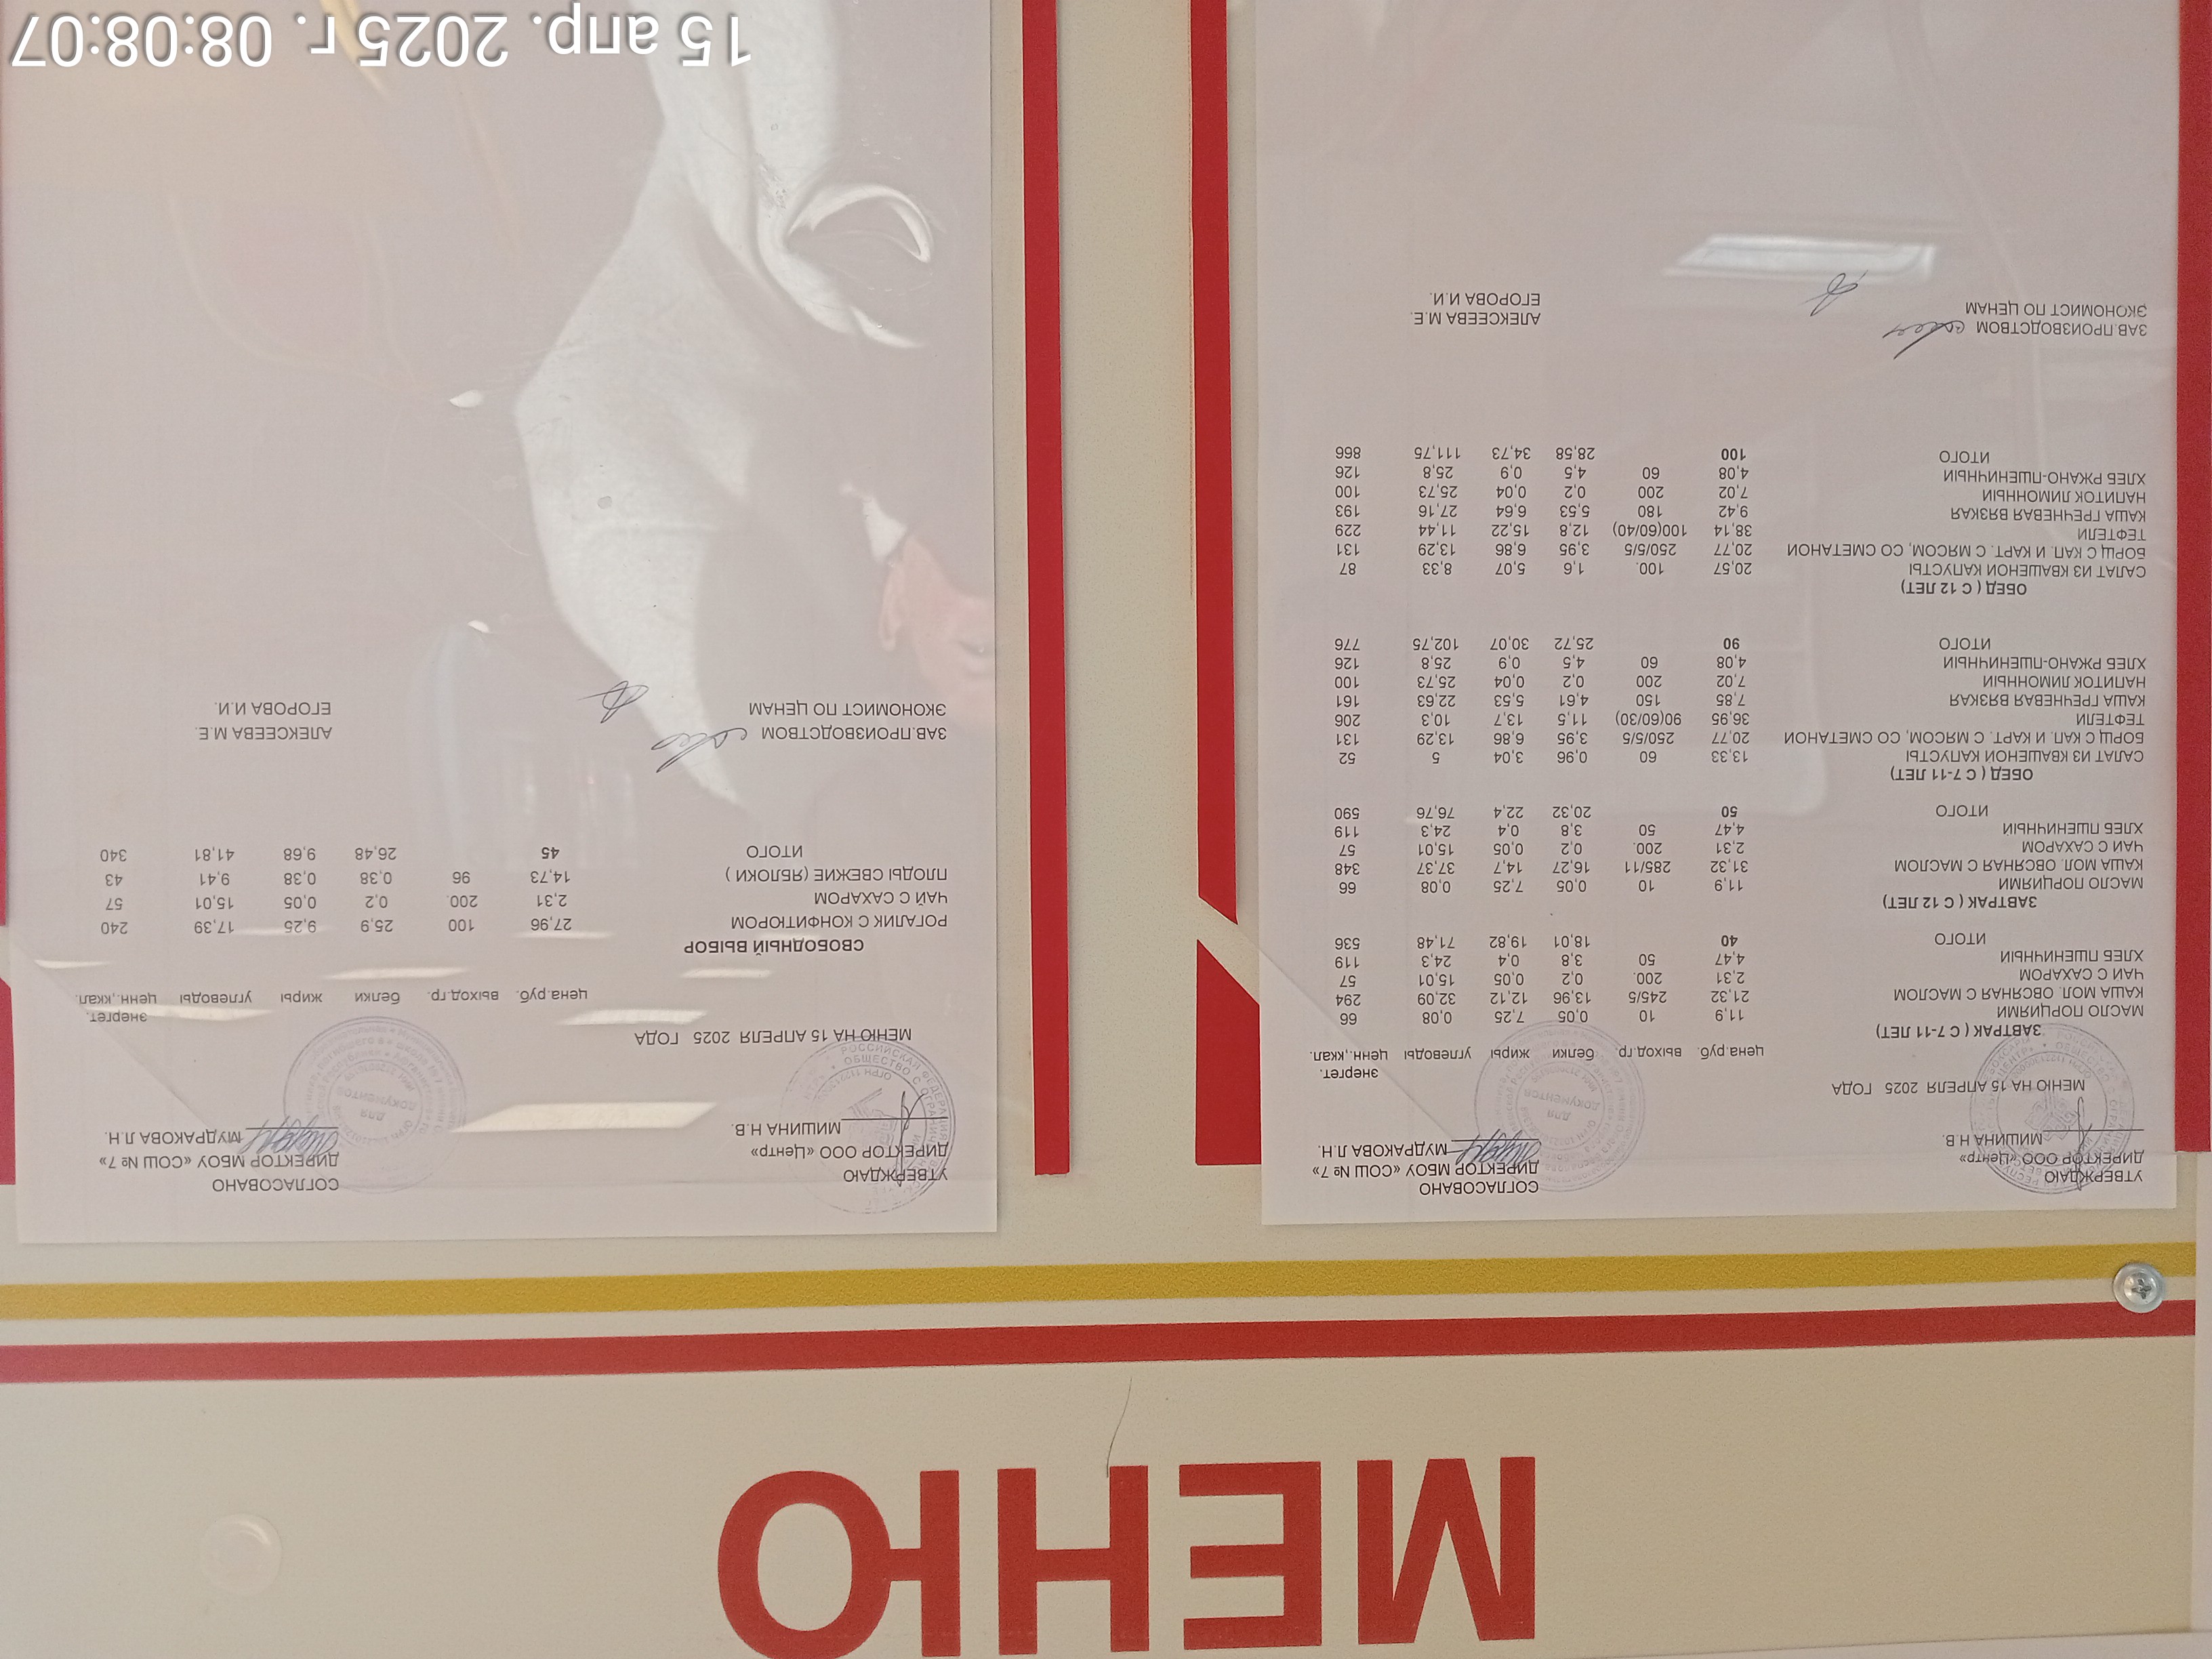 МЕНЮ
УТВЕРЖДАЮ СОГЛАСОВАНО
ДИРЕКТОР ООО «Центр» ДИРЕКТОР МБОУ «СОШ № 7»
МИШИНА Н.В. МУДРАКОВА Л.Н.
МЕНЮ НА 15 АПРЕЛЯ 2025 ГОДА
энергет.
цена.руб. выход.гр. белки жиры углеводы ценн.,ккал.
ЗАВТРАК ( С 7-11 ЛЕТ)
МАСЛО ПОРЦИЯМИ 11,9 10 0,05 7,25 0,08 66
КАША МОЛ. ОВСЯНАЯ С МАСЛОМ 21,32 245/5 13,96 12,12 32,09 294
ЧАЙ С САХАРОМ 2,31 200. 0,2 0,05 15,01 57
ХЛЕБ ПШЕНИЧНЫЙ 4,47 50 3,8 0,4 24,3 119
ИТОГО 40 18,01 19,82 71,48 536
ЗАВТРАК ( С 12 ЛЕТ)
МАСЛО ПОРЦИЯМИ 11,9 10 0,05 7,25 0,08 66
КАША МОЛ. ОВСЯНАЯ С МАСЛОМ 31,32 285/11 16,27 14,7 37,37 348
ЧАЙ С САХАРОМ 2,31 200. 0,2 0,05 15,01 57
ХЛЕБ ПШЕНИЧНЫЙ 4,47 50 3,8 0,4 24,3 119
ИТОГО 50 20,32 22,4 76,76 590
ОБЕД ( С 7-11 ЛЕТ)
САЛАТ ИЗ КВАШЕНОЙ КАПУСТЫ 13,33 60 0,96 3,04 5 52
БОРЩ С КАП. И КАРТ. С МЯСОМ, СО СМЕТАНОЙ 20,77 250/5/5 3,95 6,86 13,29 131
ТЕФТЕЛИ 36,95 90(60/30) 11,5 13,7 10,3 206
КАША ГРЕЧНЕВАЯ ВЯЗКАЯ 7,85 150 4,61 5,53 22,63 161
НАПИТОК ЛИМОННЫЙ 7,02 200 0,2 0,04 25,73 100
ХЛЕБ РЖАНО-ПШЕНИЧНЫЙ 4,08 60 4,5 0,9 25,8 126
ИТОГО 90 25,72 30,07 102,75 776
ОБЕД ( С 12 ЛЕТ)
САЛАТ ИЗ КВАШЕНОЙ КАПУСТЫ 20,57 100. 1,6 5,07 8,33 87
БОРЩ С КАП. И КАРТ. С МЯСОМ, СО СМЕТАНОЙ 20,77 250/5/5 3,95 6,86 13,29 131
ТЕФТЕЛИ 38,14 100(60/40) 12,8 15,22 11,44 229
КАША ГРЕЧНЕВАЯ ВЯЗКАЯ 9,42 180 5,53 6,64 27,16 193
НАПИТОК ЛИМОННЫЙ 7,02 200 0,2 0,04 25,73 100
ХЛЕБ РЖАНО-ПШЕНИЧНЫЙ 4,08 60 4,5 0,9 25,8 126
ИТОГО 100 28,58 34,73 111,75 866
ЗАВ.ПРОИЗВОДСТВОМ АЛЕКСЕЕВА М.Е.
ЭКОНОМИСТ ПО ЦЕНАМ ЕГОРОВА И.И.
УТВЕРЖДАЮ СОГЛАСОВАНО
ДИРЕКТОР ООО «Центр» ДИРЕКТОР МБОУ «СОШ № 7»
МИШИНА Н.В. МУДРАКОВА Л.Н.
ДЛЯ
ДОКУМЕНТОВ
МЕНЮ НА 15 АПРЕЛЯ 2025 ГОДА
энергет.
цена.руб. выход.гр. белки жиры углеводы ценн.,ккал.
СВОБОДНЫЙ ВЫБОР
РОГАЛИК С КОНФИТЮРОМ 27,96 100 25,9 9,25 17,39 240
ЧАЙ С САХАРОМ 2,31 200. 0,2 0,05 15,01 57
ПЛОДЫ СВЕЖИЕ (ЯБЛОКИ ) 14,73 96 0,38 0,38 9,41 43
ИТОГО 45 26,48 9,68 41,81 340
ЗАВ.ПРОИЗВОДСТВОМ АЛЕКСЕЕВА М.Е.
ЭКОНОМИСТ ПО ЦЕНАМ ЕГОРОВА И.И.
15 апр. 2025 г. 08:08:07